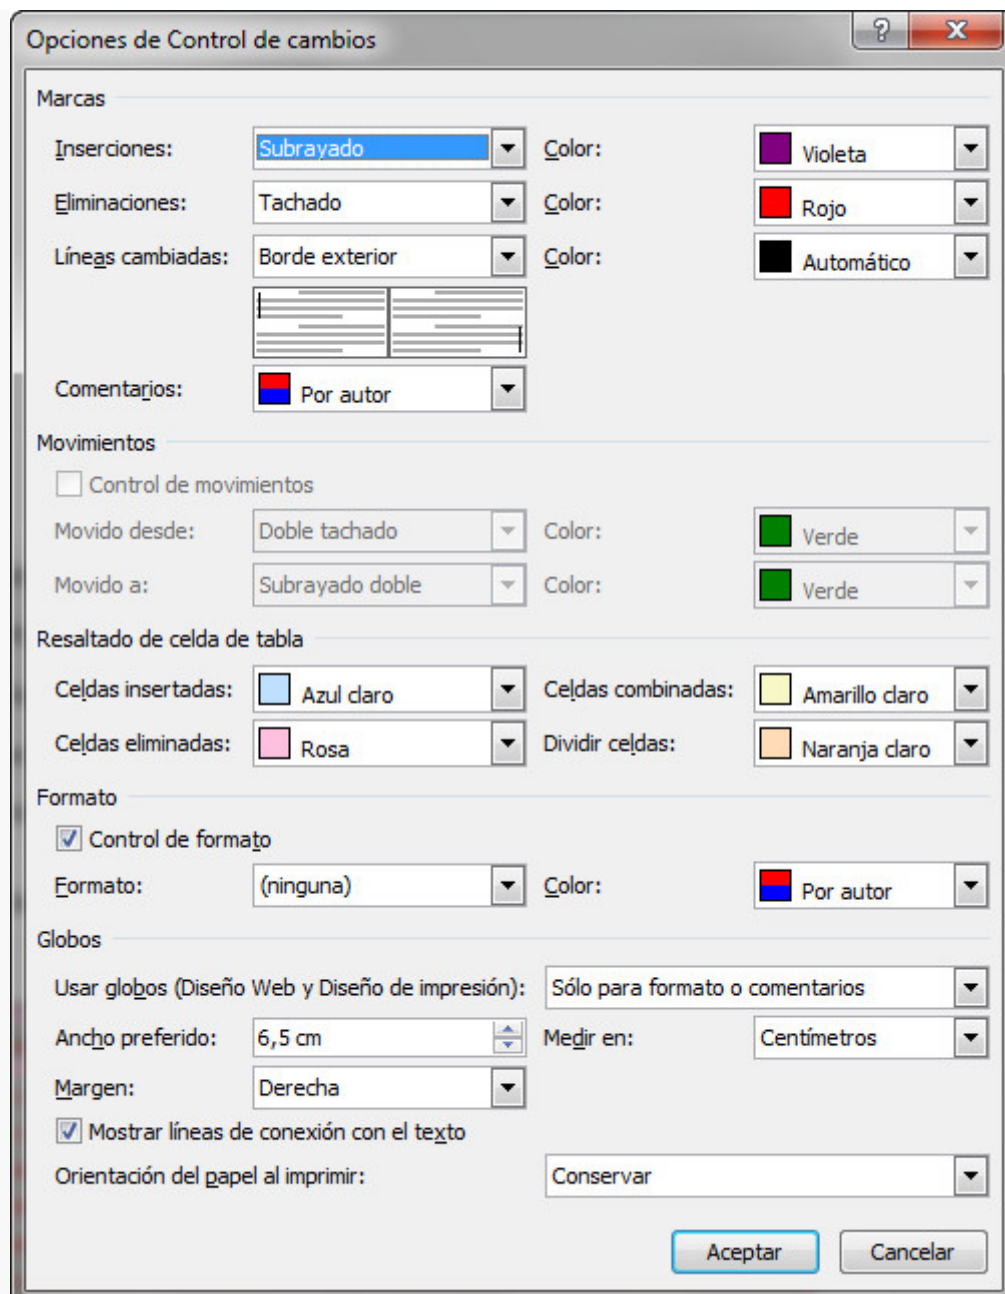 Opciones de Control de cambios
Marcas
Inserciones: Subrayado Color: Violeta
Eliminaciones: Tachado Color: Rojo
Líneas cambiadas: Borde exterior Color: Automático
Comentarios: Por autor
Movimientos
Control de movimientos
Movido desde: Doble tachado Color: Verde
Movido a: Subrayado doble Color: Verde
Resaltado de celda de tabla
Celdas insertadas: Azul claro Celdas combinadas: Amarillo claro
Celdas eliminadas: Rosa Dividir celdas: Naranja claro
Formato
Control de formato
Formato: (ninguna) Color: Por autor
Globos
Usar globos (Diseño Web y Diseño de impresión): Sólo para formato o comentarios
Ancho preferido: 6,5 cm Medir en: Centímetros
Margen: Derecha
Mostrar líneas de conexión con el texto
Orientación del papel al imprimir: Conservar
Aceptar Cancelar